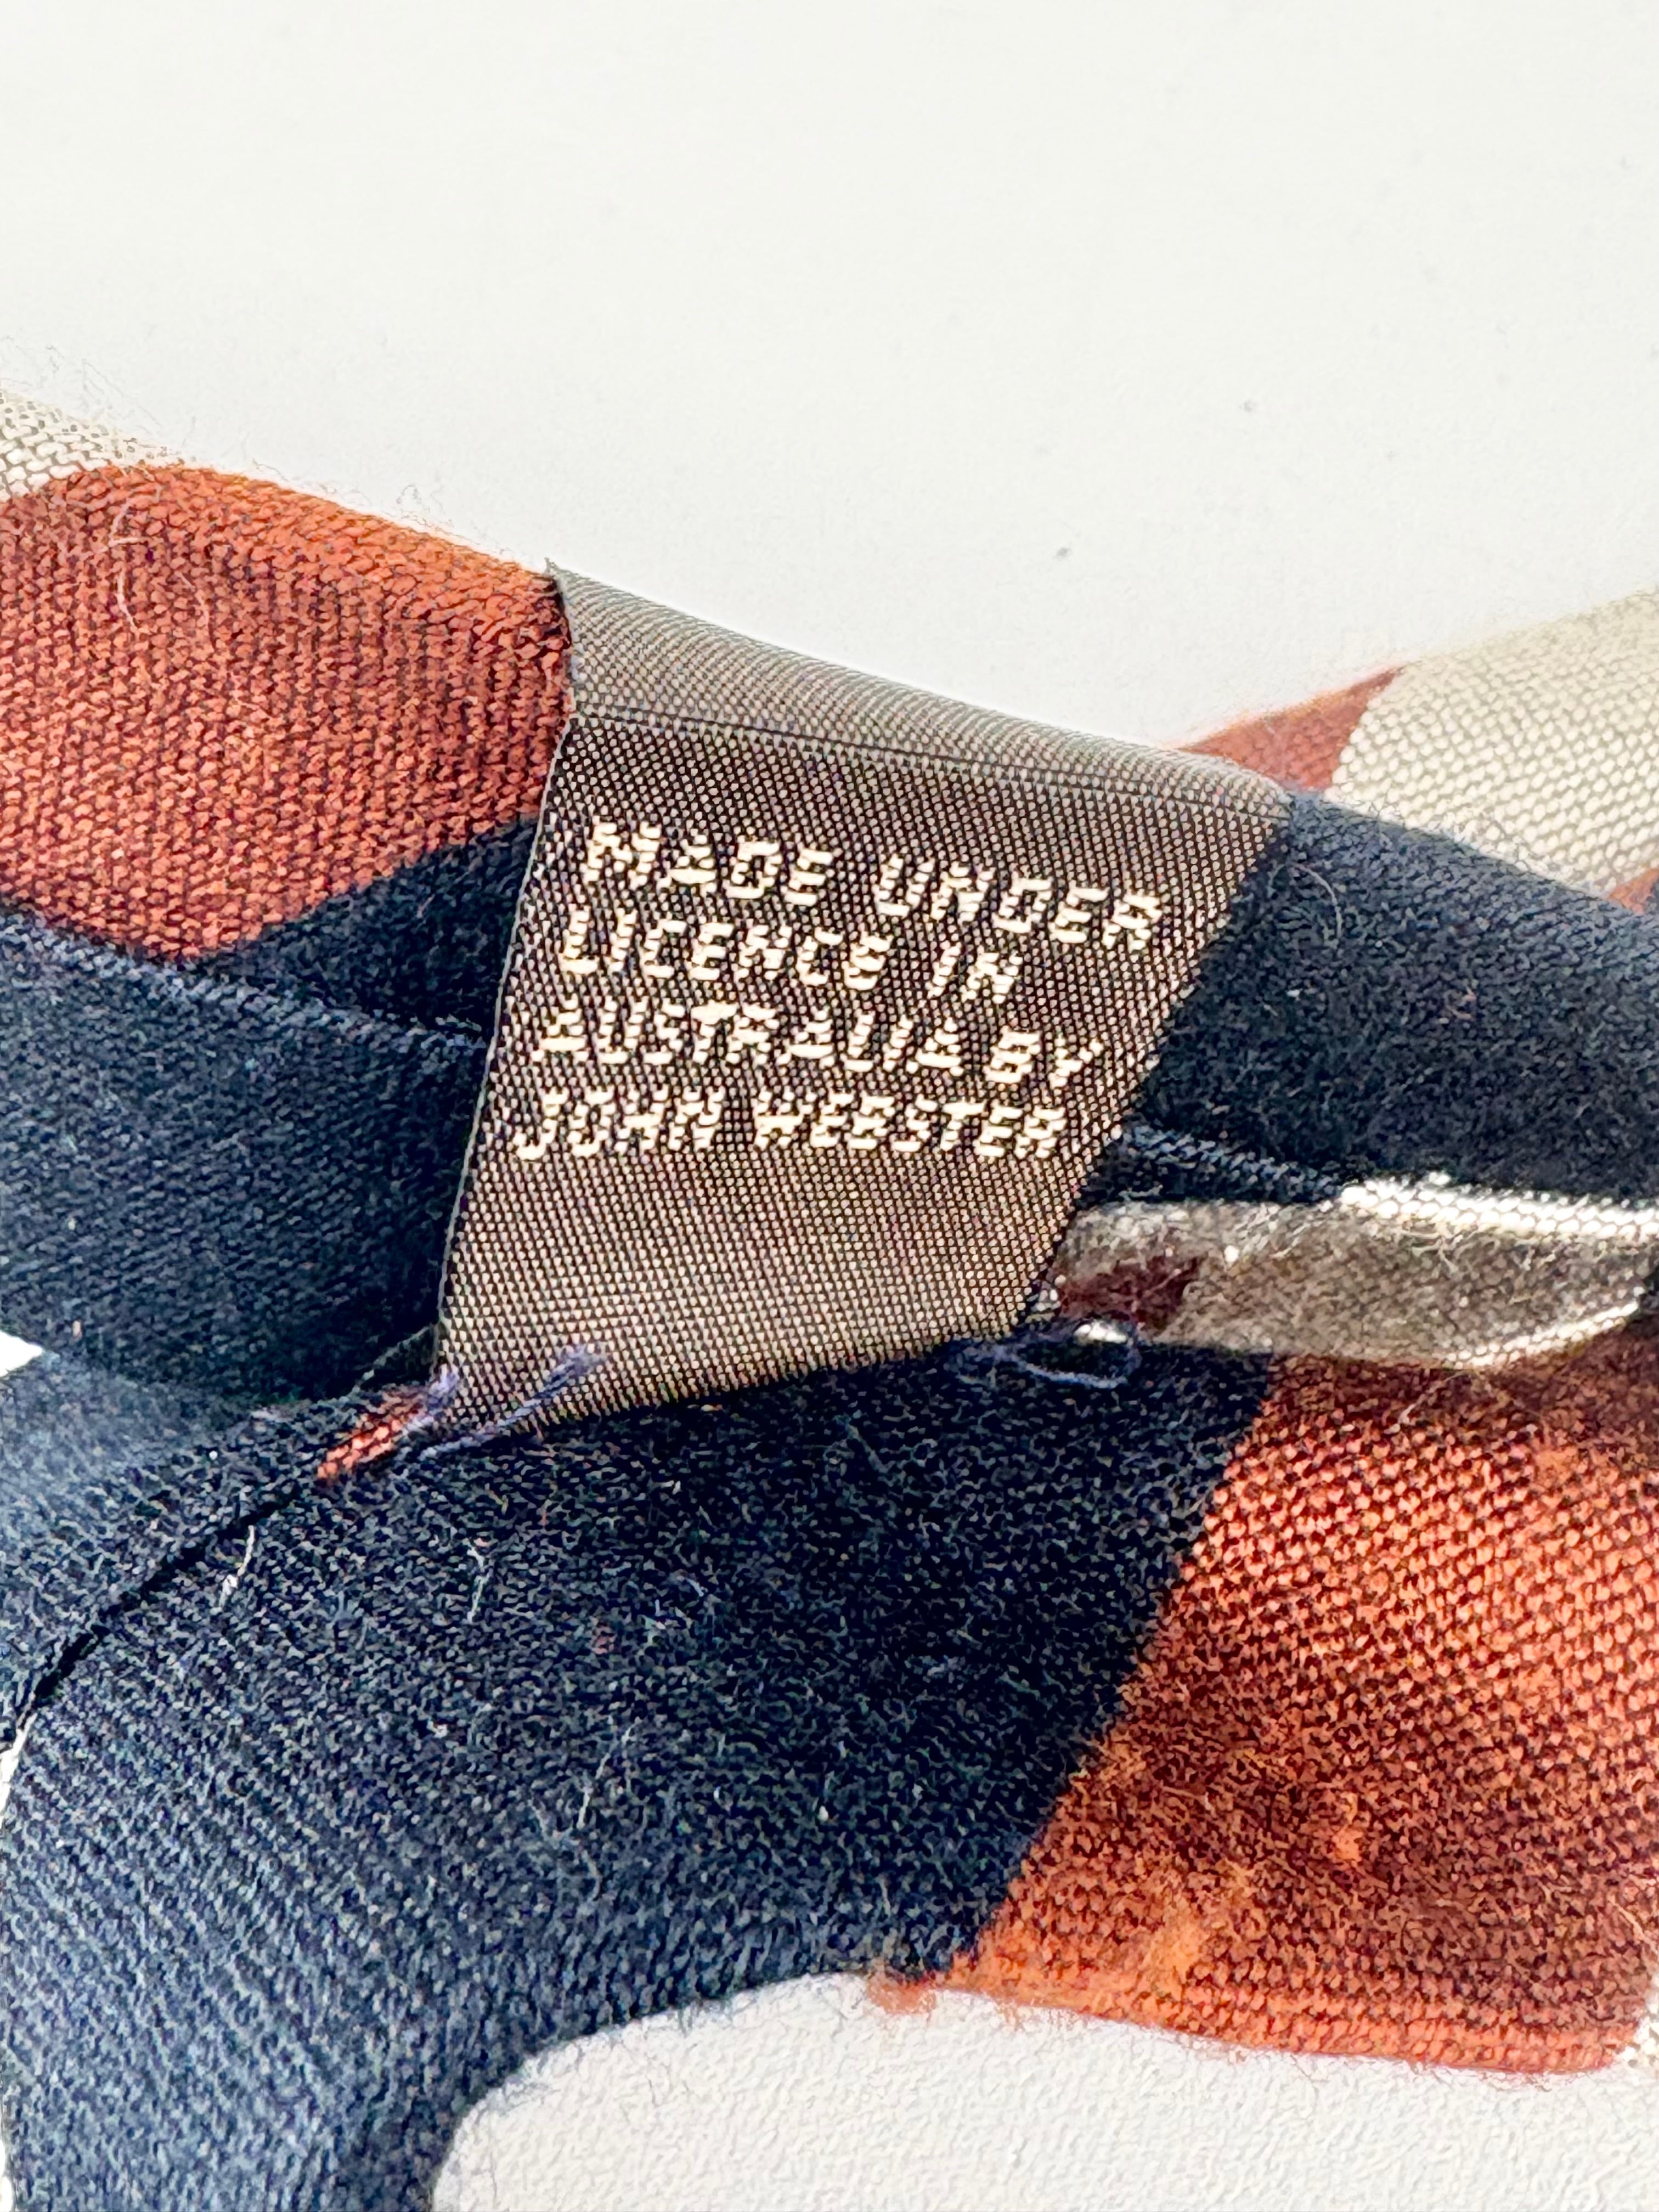 MADE UNDER
LICENCE IN
AUSTRALIA BY
JOHN WEBSTER